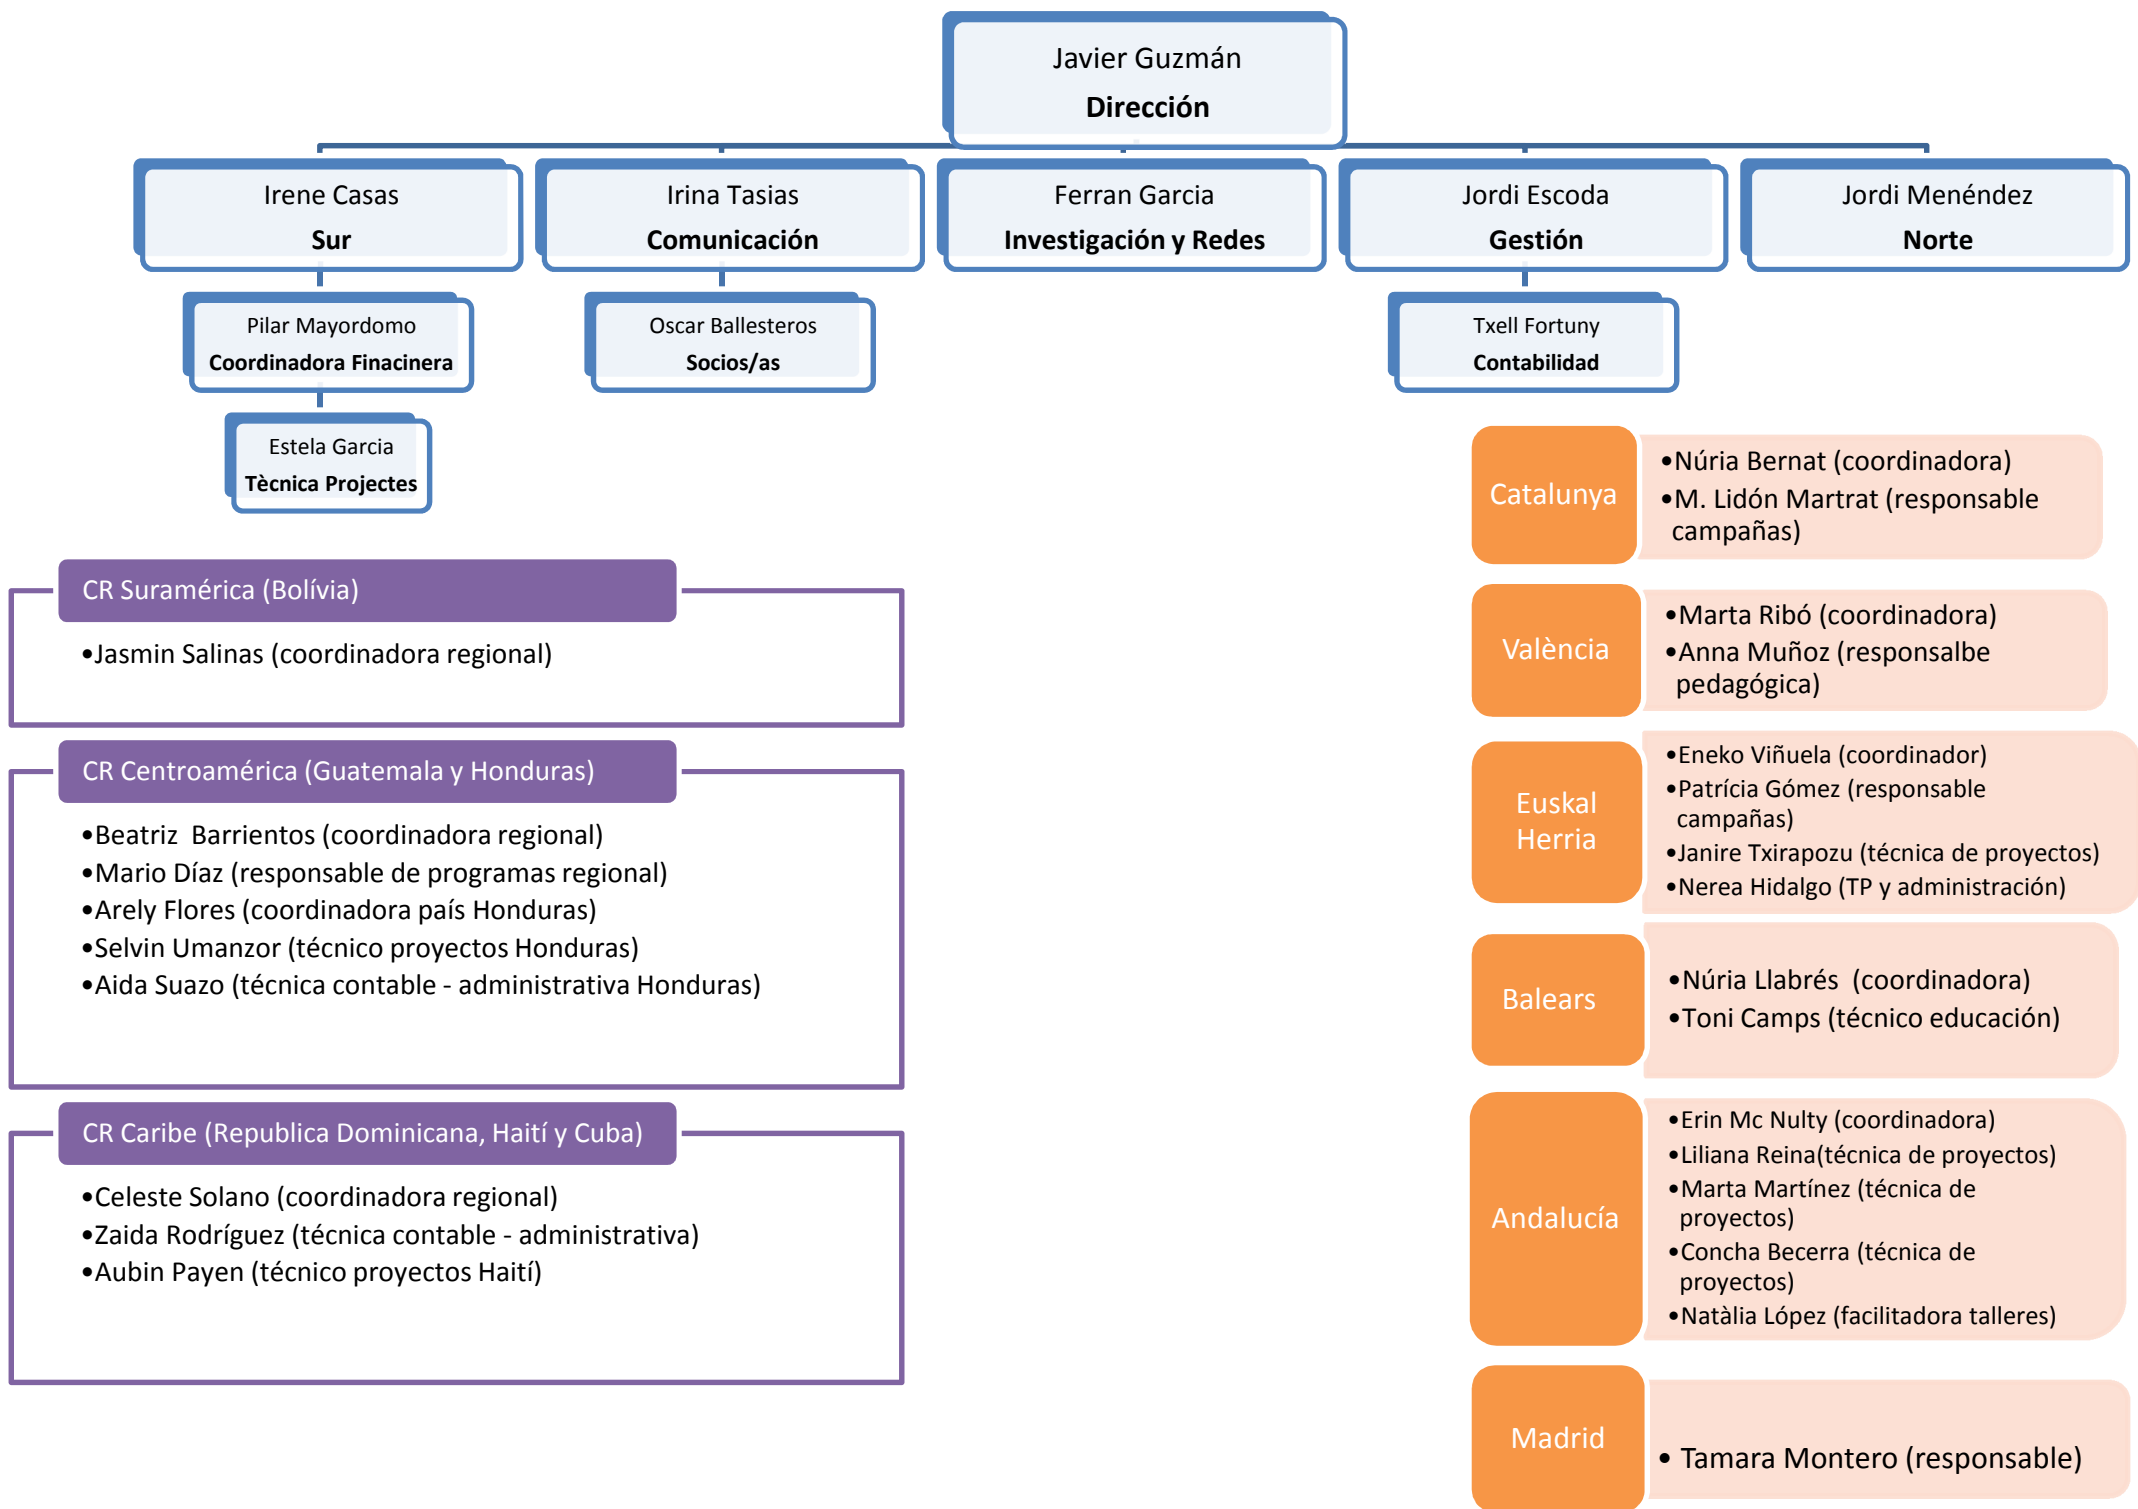 Javier Guzmán
Dirección
Irene Casas
Sur
Irina Tasias
Comunicación
Ferran Garcia
Investigación y Redes
Jordi Escoda
Gestión
Jordi Menéndez
Norte
Pilar Mayordomo
Coordinadora Finacinera
Oscar Ballesteros
Socios/as
Txell Fortuny
Contabilidad
Estela Garcia
Tècnica Projectes
CR Suramérica (Bolívia)
•Jasmin Salinas (coordinadora regional)
CR Centroamérica (Guatemala y Honduras)
•Beatriz  Barrientos (coordinadora regional)
•Mario Díaz (responsable de programas regional)
•Arely Flores (coordinadora país Honduras)
•Selvin Umanzor (técnico proyectos Honduras)
•Aida Suazo (técnica contable - administrativa Honduras)
CR Caribe (Republica Dominicana, Haití y Cuba)
•Celeste Solano (coordinadora regional)
•Zaida Rodríguez (técnica contable - administrativa)
•Aubin Payen (técnico proyectos Haití)
Catalunya
•Núria Bernat (coordinadora)
•M. Lidón Martrat (responsable
campañas)
València
•Marta Ribó (coordinadora)
•Anna Muñoz (responsalbe
pedagógica)
Euskal
Herria
•Eneko Viñuela (coordinador)
•Patrícia Gómez (responsable
campañas)
•Janire Txirapozu (técnica de proyectos)
•Nerea Hidalgo (TP y administración)
Balears
•Núria Llabrés  (coordinadora)
•Toni Camps (técnico educación)
Andalucía
•Erin Mc Nulty (coordinadora)
•Liliana Reina(técnica de proyectos)
•Marta Martínez (técnica de
proyectos)
•Concha Becerra (técnica de
proyectos)
•Natàlia López (facilitadora talleres)
Madrid
• Tamara Montero (responsable)